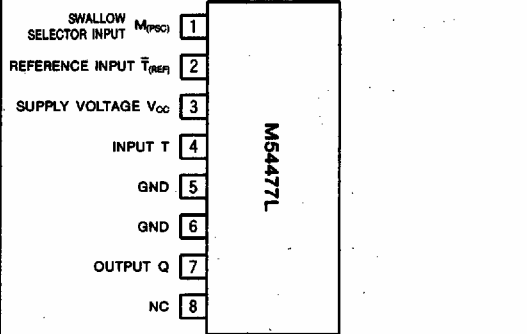 SWALLOW
SELECTOR INPUT M(PSC) 1
REFERENCE INPUT T̅(REF) 2
SUPPLY VOLTAGE Vcc 3
INPUT T 4
GND 5
GND 6
OUTPUT Q 7
NC 8
M54477L